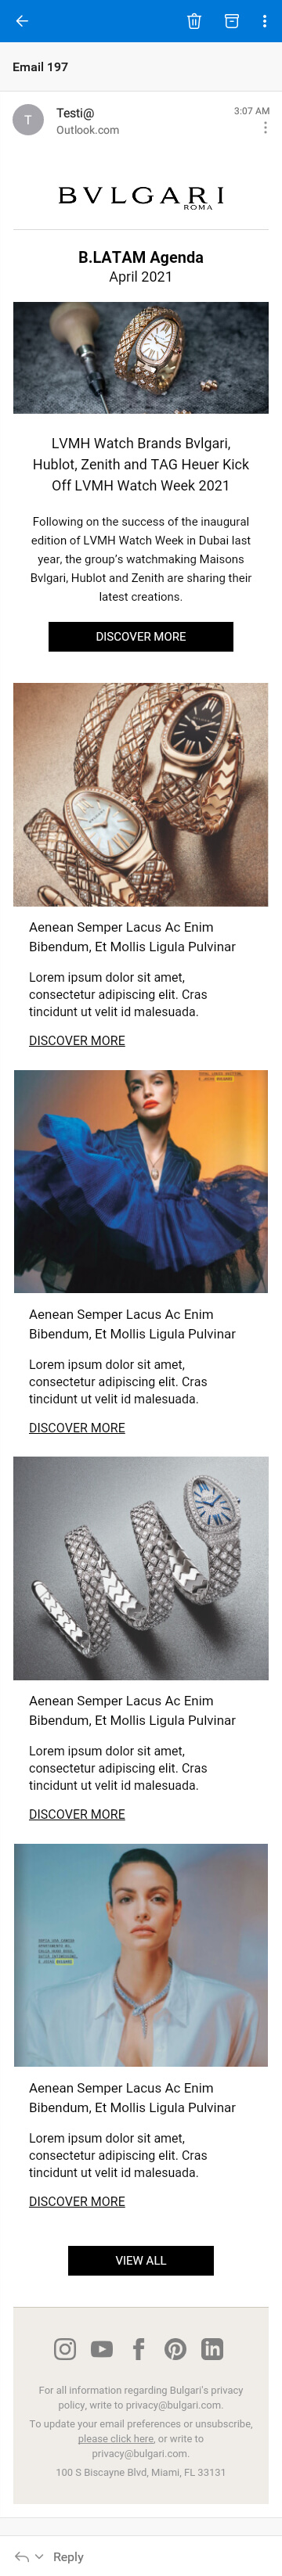 Email 197
T
Testi@
3:07 AM
Outlook.com
BVLGARI
ROMA
B.LATAM Agenda
April 2021
LVMH Watch Brands Bvlgari,
Hublot, Zenith and TAG Heuer Kick
Off LVMH Watch Week 2021
Following on the success of the inaugural
edition of LVMH Watch Week in Dubai last
year, the group's watchmaking Maisons
Bvlgari, Hublot and Zenith are sharing their
latest creations.
DISCOVER MORE
Aenean Semper Lacus Ac Enim
Bibendum, Et Mollis Ligula Pulvinar
Lorem ipsum dolor sit amet,
consectetur adipiscing elit. Cras
tincidunt ut velit id malesuada.
DISCOVER MORE
Aenean Semper Lacus Ac Enim
Bibendum, Et Mollis Ligula Pulvinar
Lorem ipsum dolor sit amet,
consectetur adipiscing elit. Cras
tincidunt ut velit id malesuada.
DISCOVER MORE
Aenean Semper Lacus Ac Enim
Bibendum, Et Mollis Ligula Pulvinar
Lorem ipsum dolor sit amet,
consectetur adipiscing elit. Cras
tincidunt ut velit id malesuada.
DISCOVER MORE
Aenean Semper Lacus Ac Enim
Bibendum, Et Mollis Ligula Pulvinar
Lorem ipsum dolor sit amet,
consectetur adipiscing elit. Cras
tincidunt ut velit id malesuada.
DISCOVER MORE
VIEW ALL
For all information regarding Bulgari's privacy
policy, write to privacy@bulgari.com.
To update your email preferences or unsubscribe,
please click here, or write to
privacy@bulgari.com.
100 S Biscayne Blvd, Miami, FL 33131
Reply